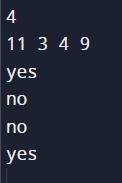 4
11 3 4 9
yes
no
no
yes